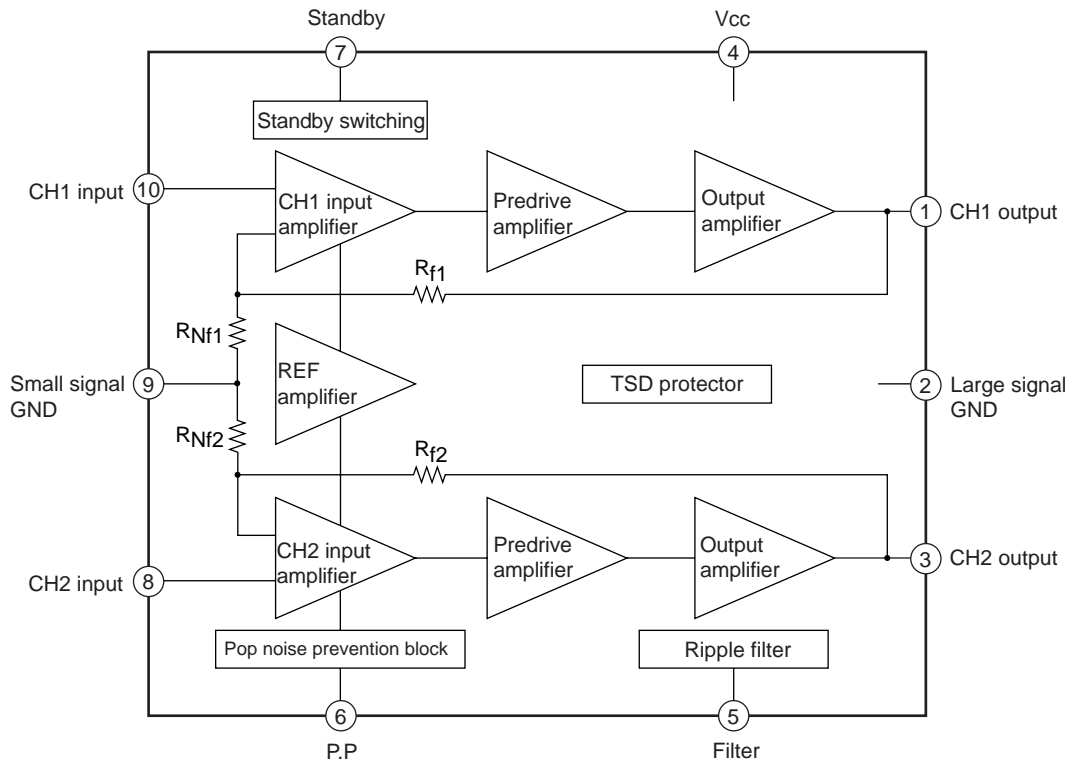 Standby
Vcc
7
4
Standby switching
CH1 input
10
CH1 input
amplifier
Predrive
amplifier
Output
amplifier
1
CH1 output
Rf1
RNf1
Small signal
GND
9
REF
amplifier
TSD protector
2
Large signal
GND
RNf2
Rf2
CH2 input
8
CH2 input
amplifier
Predrive
amplifier
Output
amplifier
3
CH2 output
Pop noise prevention block
Ripple filter
6
5
P.P
Filter